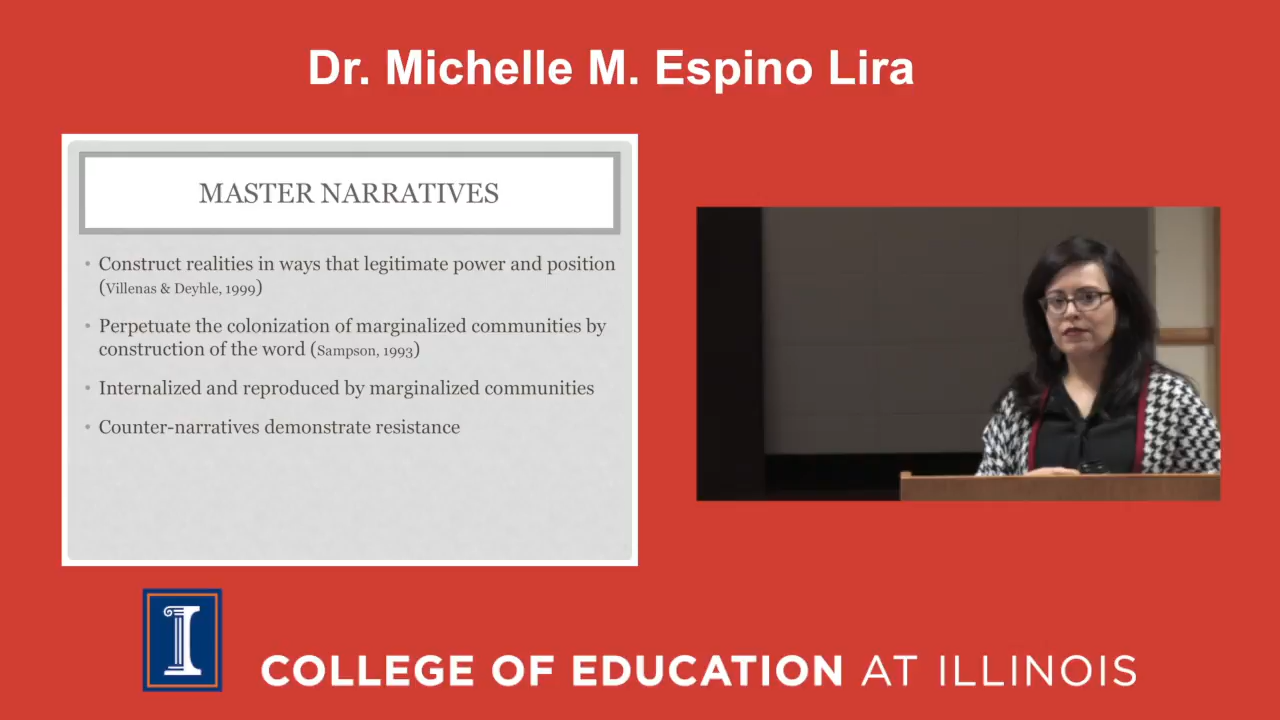 Dr. Michelle M. Espino Lira
MASTER NARRATIVES
• Construct realities in ways that legitimate power and position
(Villenas & Deyhle, 1999)
• Perpetuate the colonization of marginalized communities by
construction of the word (Sampson, 1993)
• Internalized and reproduced by marginalized communities
• Counter-narratives demonstrate resistance
I
COLLEGE OF EDUCATION AT ILLINOIS